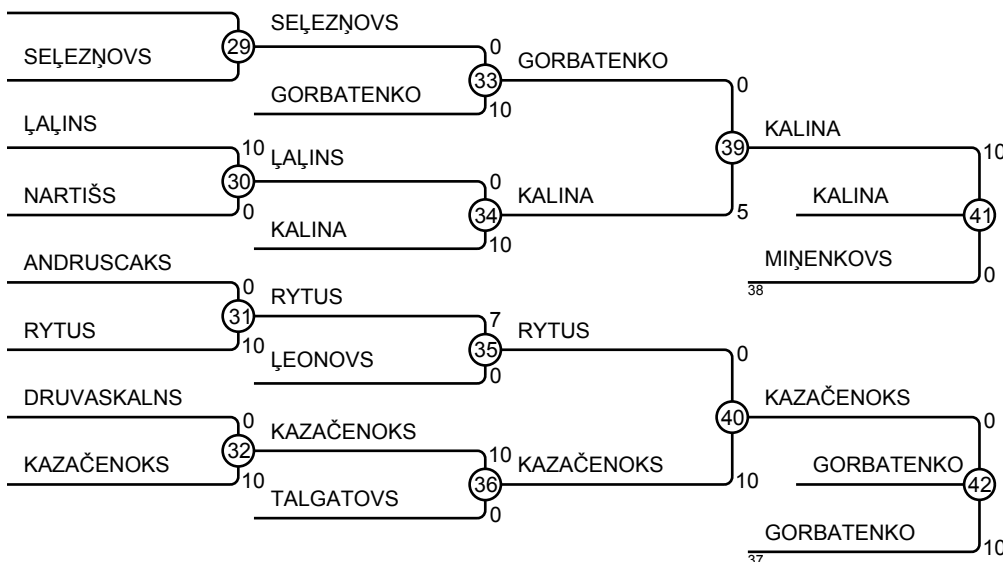 SEĻEZŅOVS
0
SEĻEZŅOVS
29
33
GORBATENKO
GORBATENKO
10
0
ĻAĻINS
10
ĻAĻINS
0
39
KALINA
10
30
NARTIŠS
0
34
KALINA
5
KALINA
41
KALINA
10
ANDRUSCAKS
0
RYTUS
7
MIŅENKOVS
0
38
31
RYTUS
10
35
RYTUS
0
ĻEONOVS
0
DRUVASKALNS
0
KAZAČENOKS
10
40
KAZAČENOKS
0
32
KAZAČENOKS
10
36
KAZAČENOKS
10
GORBATENKO
42
TALGATOVS
0
GORBATENKO
10
37